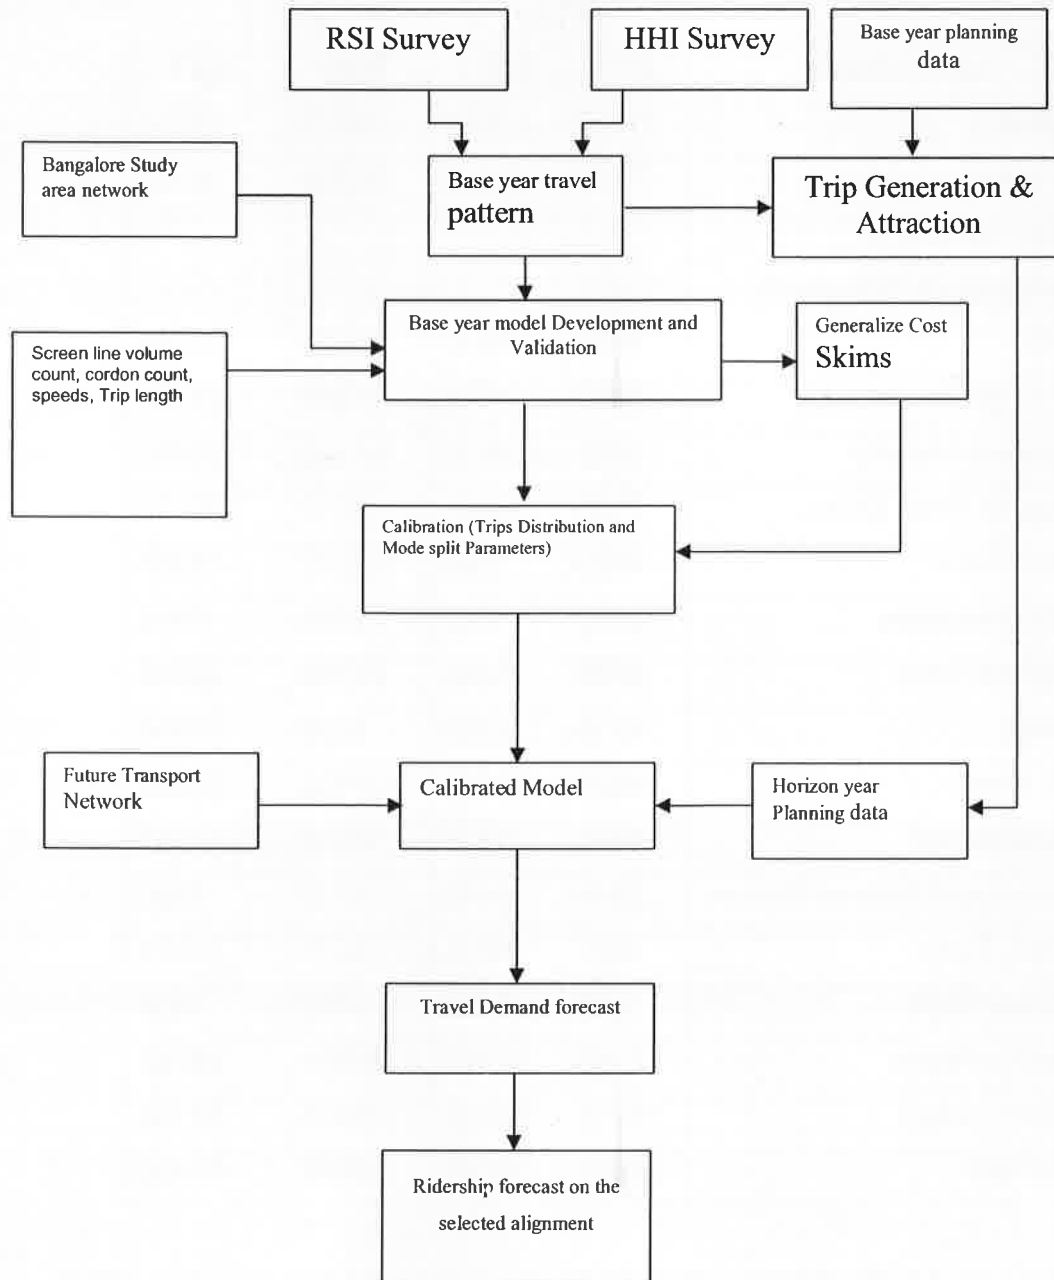 RSI Survey
HHI Survey
Base year planning
data
Bangalore Study
area network
Base year travel
pattern
Trip Generation &
Attraction
Base year model Development and
Validation
Generalize Cost
Skims
Screen line volume
count, cordon count,
speeds, Trip length
Calibration (Trips Distribution and
Mode split Parameters)
Future Transport
Network
Calibrated Model
Horizon year
Planning data
Travel Demand forecast
Ridership forecast on the
selected alignment